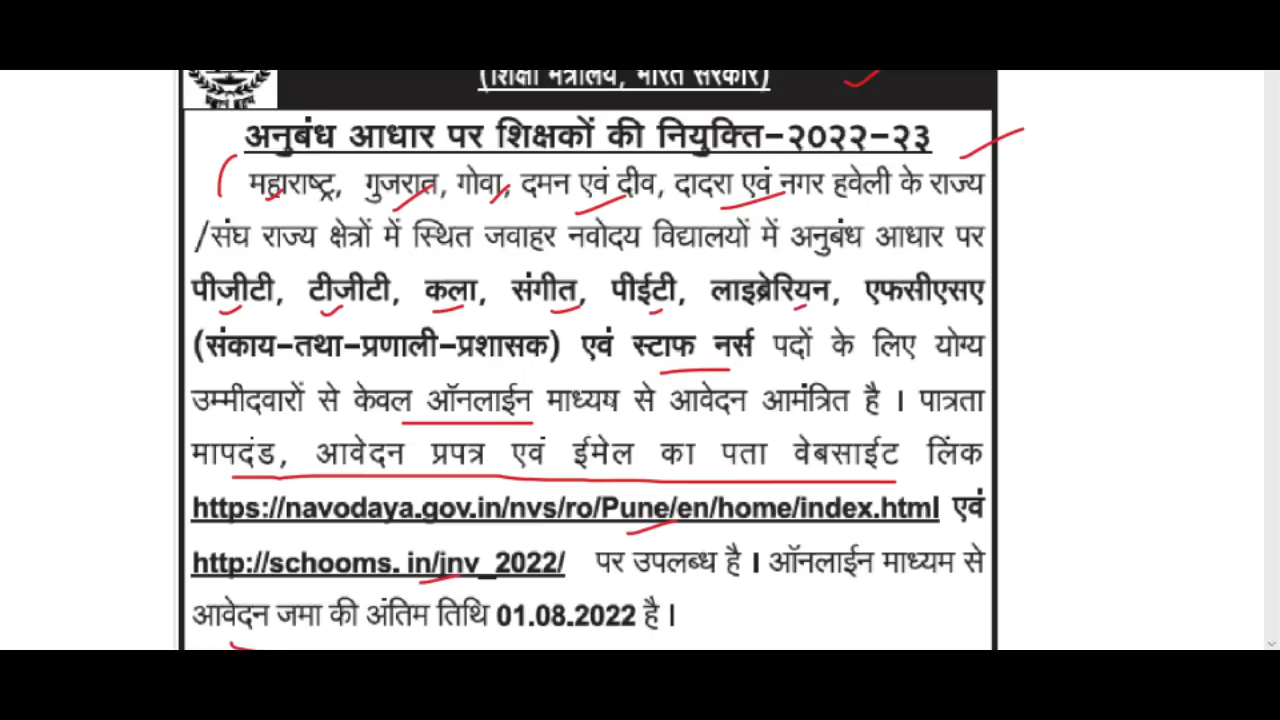 (शिक्षा मंत्रालय, भारत सरकार)
अनुबंध आधार पर शिक्षकों की नियुक्ति-२०२२-२३
महाराष्ट्र, गुजरात, गोवा, दमन एवं दीव, दादरा एवं नगर हवेली के राज्य
/संघ राज्य क्षेत्रों में स्थित जवाहर नवोदय विद्यालयों में अनुबंध आधार पर
पीजीटी, टीजीटी, कला, संगीत, पीईटी, लाइब्रेरियन, एफसीएसए
(संकाय-तथा-प्रणाली-प्रशासक) एवं स्टाफ नर्स पदों के लिए योग्य
उम्मीदवारों से केवल ऑनलाईन माध्यम से आवेदन आमंत्रित है । पात्रता
मापदंड, आवेदन प्रपत्र एवं ईमेल का पता वेबसाईट लिंक
https://navodaya.gov.in/nvs/ro/Pune/en/home/index.html एवं
http://schooms. in/jnv_2022/ पर उपलब्ध है । ऑनलाईन माध्यम से
आवेदन जमा की अंतिम तिथि 01.08.2022 है ।